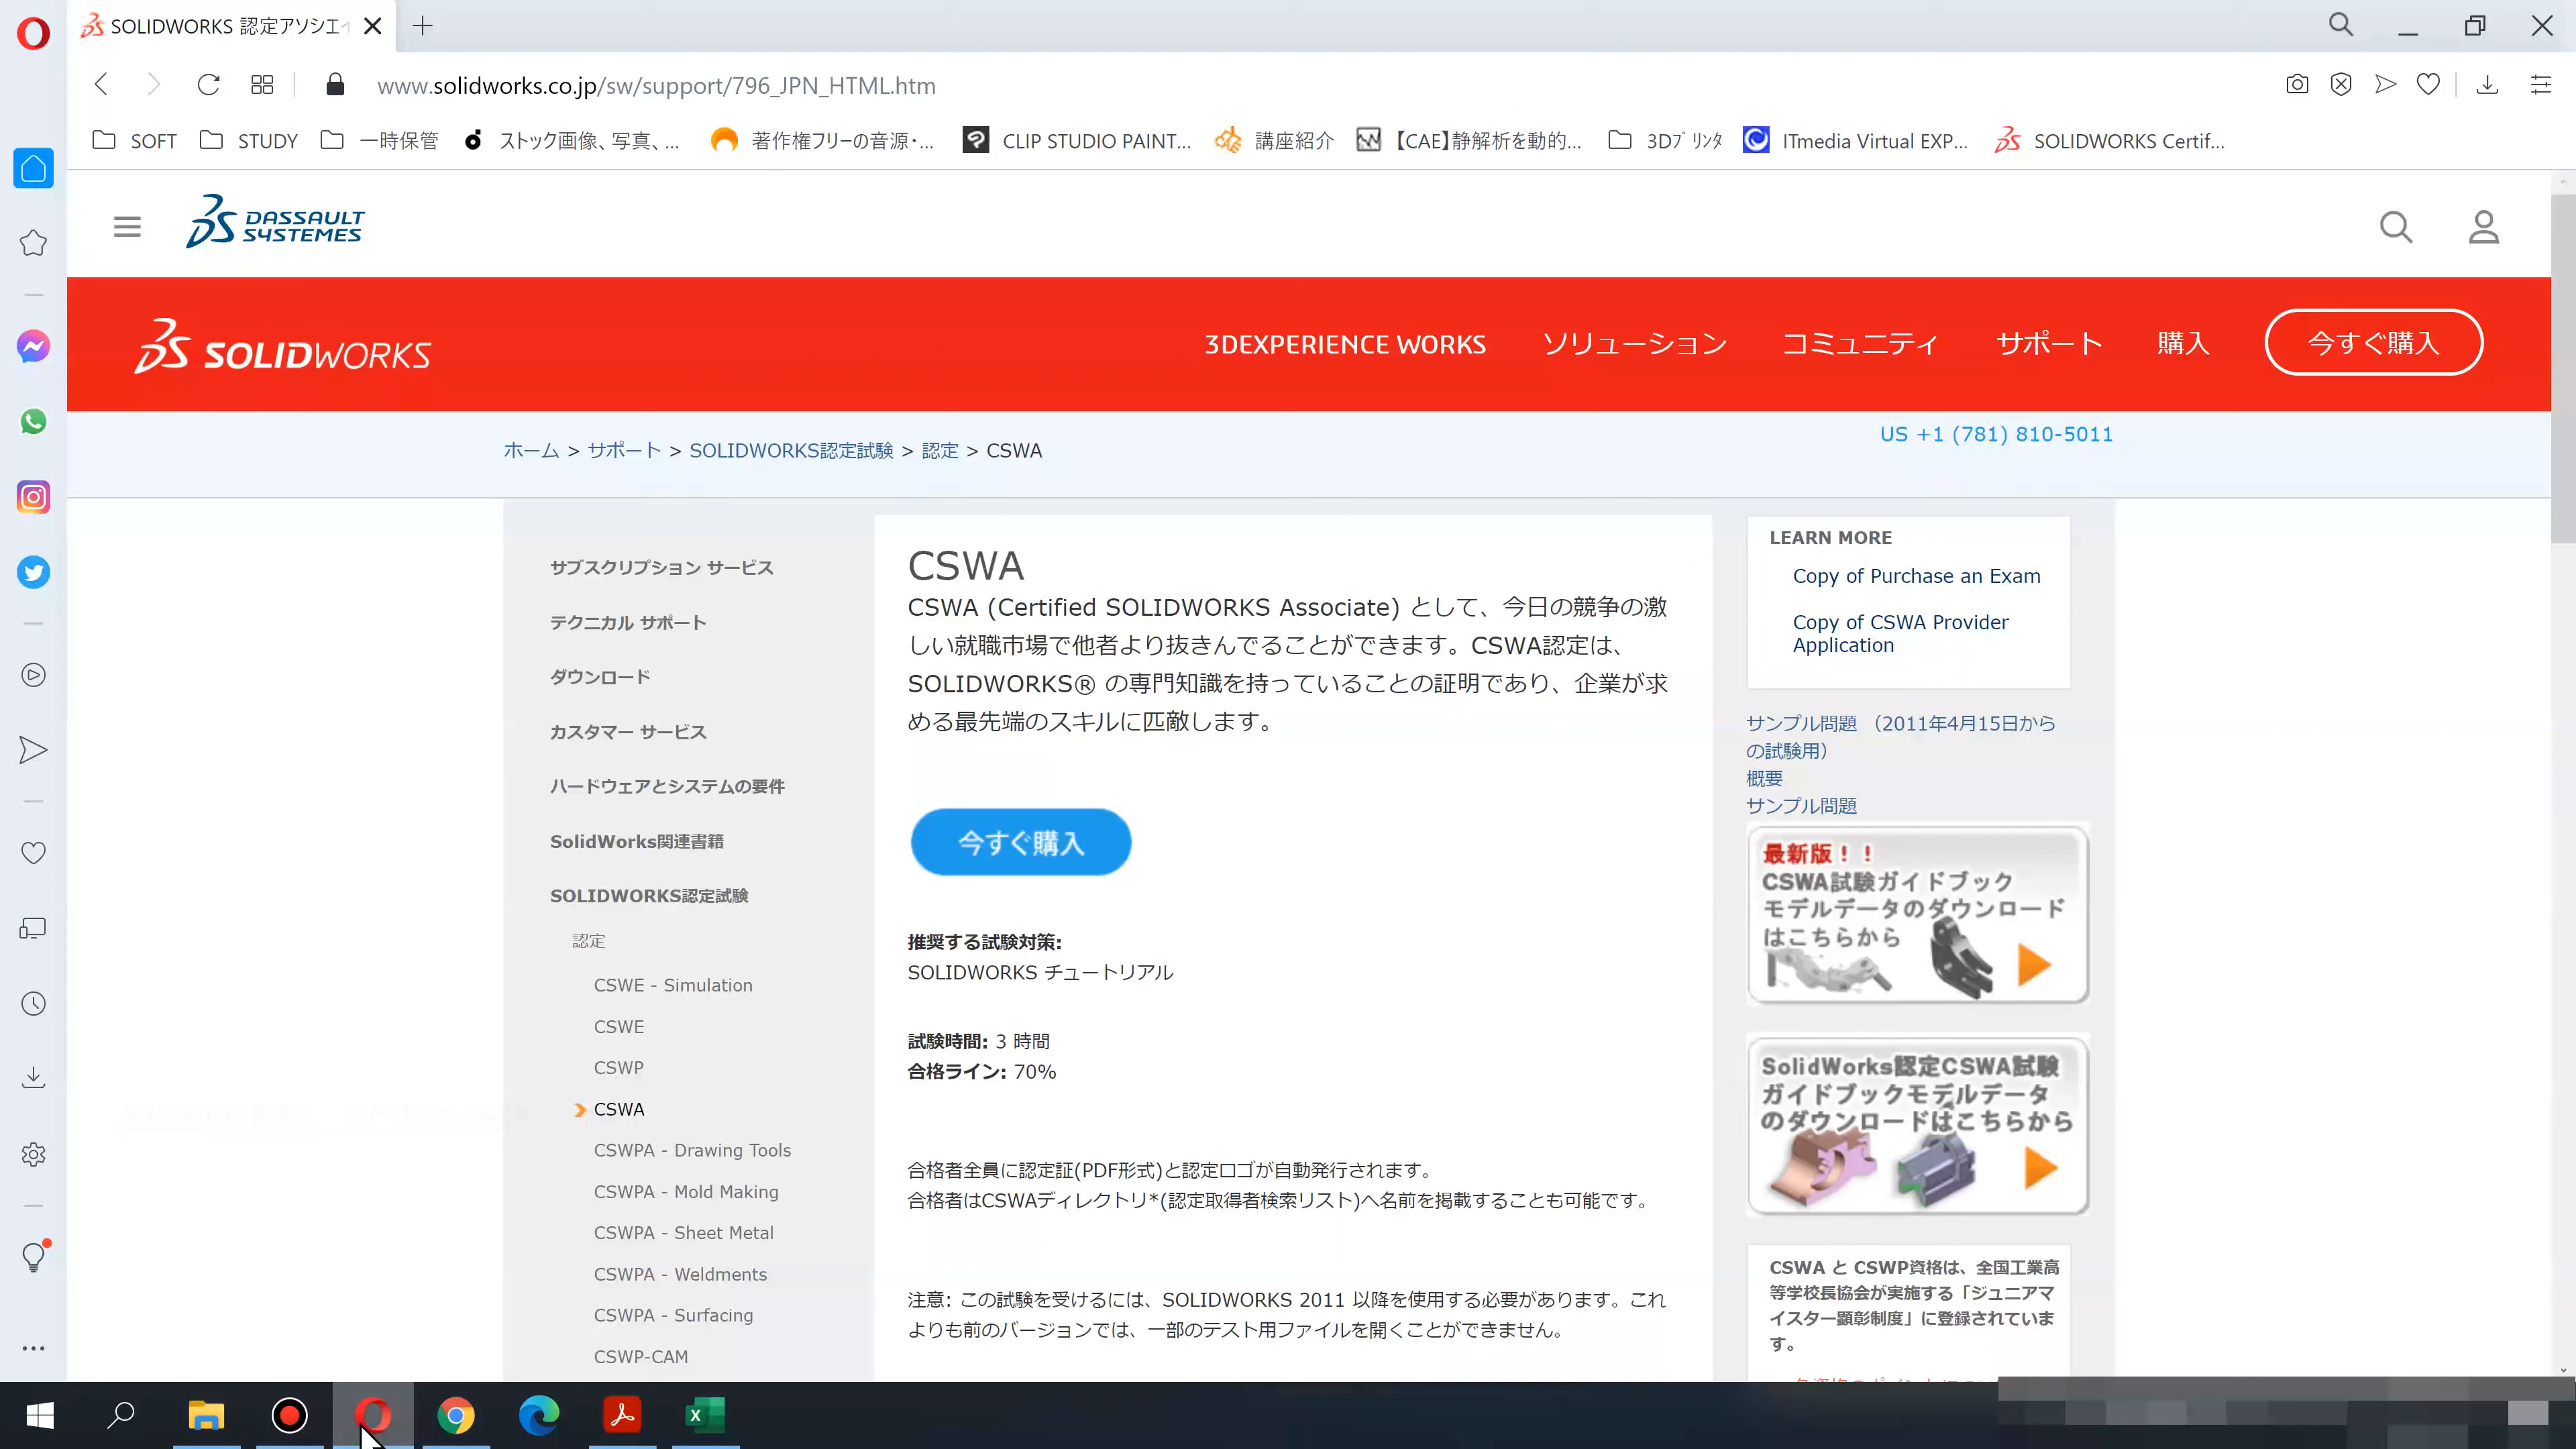 SOLIDWORKS 認定アソシエイ
www.solidworks.co.jp/sw/support/796_JPN_HTML.htm
SOFT STUDY 一時保管 ストック画像、写真、... 著作権フリーの音源・... CLIP STUDIO PAINT... 講座紹介 【CAE】静解析を動的... 3Dﾌﾟﾘﾝﾀ ITmedia Virtual EXP... SOLIDWORKS Certif...
DASSAULT
SYSTEMES
SOLIDWORKS 3DEXPERIENCE WORKS ソリューション コミュニティ サポート 購入 今すぐ購入
US +1 (781) 810-5011
ホーム > サポート > SOLIDWORKS認定試験 > 認定 > CSWA
サブスクリプション サービス
テクニカル サポート
ダウンロード
カスタマー サービス
ハードウェアとシステムの要件
SolidWorks関連書籍
SOLIDWORKS認定試験
認定
CSWE - Simulation
CSWE
CSWP
CSWA
CSWPA - Drawing Tools
CSWPA - Mold Making
CSWPA - Sheet Metal
CSWPA - Weldments
CSWPA - Surfacing
CSWP-CAM
CSWA
CSWA (Certified SOLIDWORKS Associate) として、今日の競争の激
しい就職市場で他者より抜きんでることができます。CSWA認定は、
SOLIDWORKS® の専門知識を持っていることの証明であり、企業が求
める最先端のスキルに匹敵します。
今すぐ購入
推奨する試験対策:
SOLIDWORKS チュートリアル
試験時間: 3 時間
合格ライン: 70%
合格者全員に認定証(PDF形式)と認定ロゴが自動発行されます。
合格者はCSWAディレクトリ*(認定取得者検索リスト)へ名前を掲載することも可能です。
注意: この試験を受けるには、SOLIDWORKS 2011 以降を使用する必要があります。これ
よりも前のバージョンでは、一部のテスト用ファイルを開くことができません。
LEARN MORE
Copy of Purchase an Exam
Copy of CSWA Provider
Application
サンプル問題 （2011年4月15日から
の試験用）
概要
サンプル問題
最新版！！
CSWA試験ガイドブック
モデルデータのダウンロード
はこちらから
SolidWorks認定CSWA試験
ガイドブックモデルデータ
のダウンロードはこちらから
CSWA と CSWP資格は、全国工業高
等学校長協会が実施する「ジュニアマ
イスター顕彰制度」に登録されていま
す。